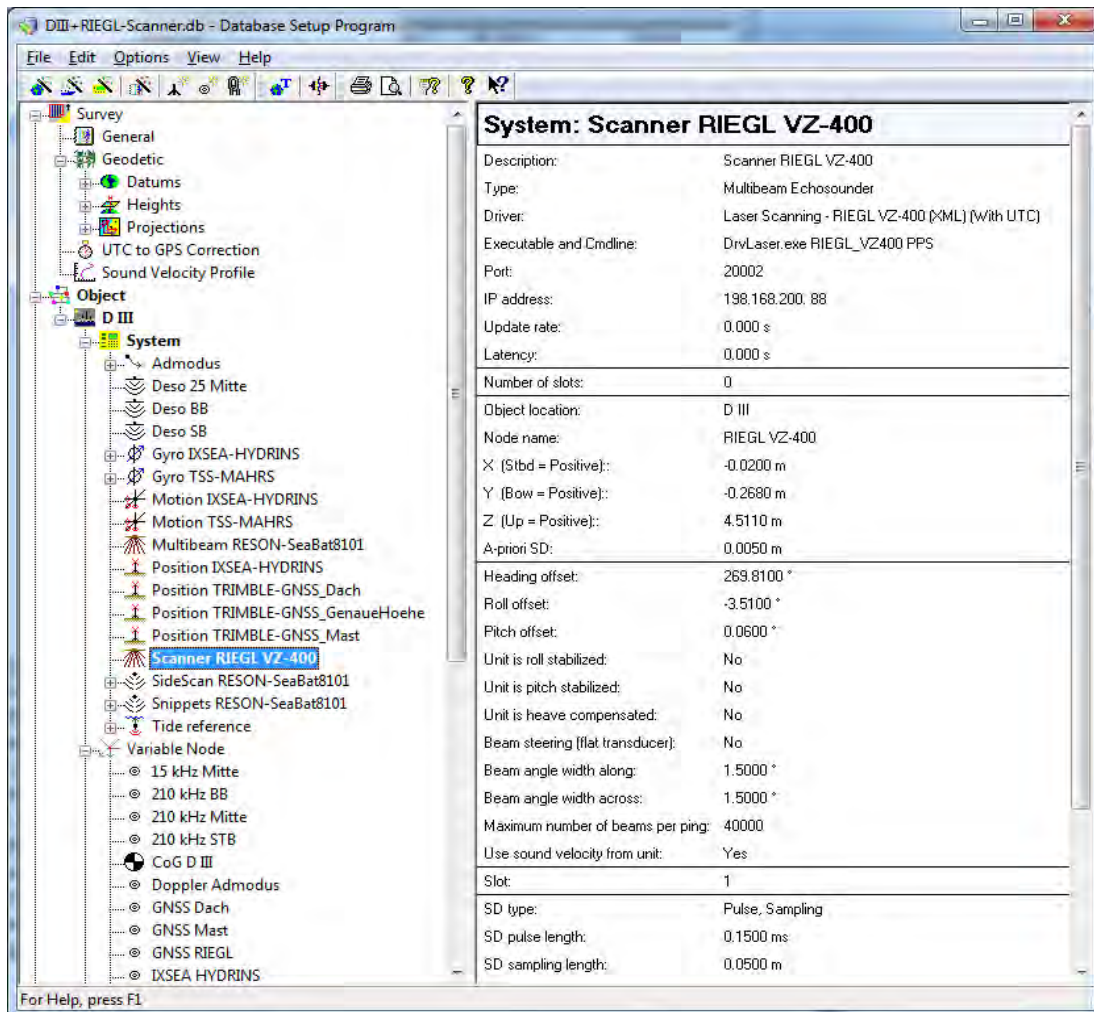 DIII+RIEGL-Scanner.db - Database Setup Program
File Edit Options View Help
Survey
General
Geodetic
Datums
Heights
Projections
UTC to GPS Correction
Sound Velocity Profile
Object
D III
System
Admodus
Deso 25 Mitte
Deso BB
Deso SB
Gyro IXSEA-HYDRINS
Gyro TSS-MAHRS
Motion IXSEA-HYDRINS
Motion TSS-MAHRS
Multibeam RESON-SeaBat8101
Position IXSEA-HYDRINS
Position TRIMBLE-GNSS_Dach
Position TRIMBLE-GNSS_GenaueHoehe
Position TRIMBLE-GNSS_Mast
Scanner RIEGL VZ-400
SideScan RESON-SeaBat8101
Snippets RESON-SeaBat8101
Tide reference
Variable Node
15 kHz Mitte
210 kHz BB
210 kHz Mitte
210 kHz STB
CoG D III
Doppler Admodus
GNSS Dach
GNSS Mast
GNSS RIEGL
IXSEA HYDRINS
System: Scanner RIEGL VZ-400
Description: Scanner RIEGL VZ-400
Type: Multibeam Echosounder
Driver: Laser Scanning - RIEGL VZ-400 (XML) (With UTC)
Executable and Cmdline: DrvLaser.exe RIEGL_VZ400 PPS
Port: 20002
IP address: 198.168.200. 88
Update rate: 0.000 s
Latency: 0.000 s
Number of slots: 0
Object location: D III
Node name: RIEGL VZ-400
X (Stbd = Positive):: -0.0200 m
Y (Bow = Positive):: -0.2680 m
Z (Up = Positive):: 4.5110 m
A-priori SD: 0.0050 m
Heading offset: 269.8100 °
Roll offset: -3.5100 °
Pitch offset: 0.0600 °
Unit is roll stabilized: No
Unit is pitch stabilized: No
Unit is heave compensated: No
Beam steering (flat transducer): No
Beam angle width along: 1.5000 °
Beam angle width across: 1.5000 °
Maximum number of beams per ping: 40000
Use sound velocity from unit: Yes
Slot: 1
SD type: Pulse, Sampling
SD pulse length: 0.1500 ms
SD sampling length: 0.0500 m
For Help, press F1